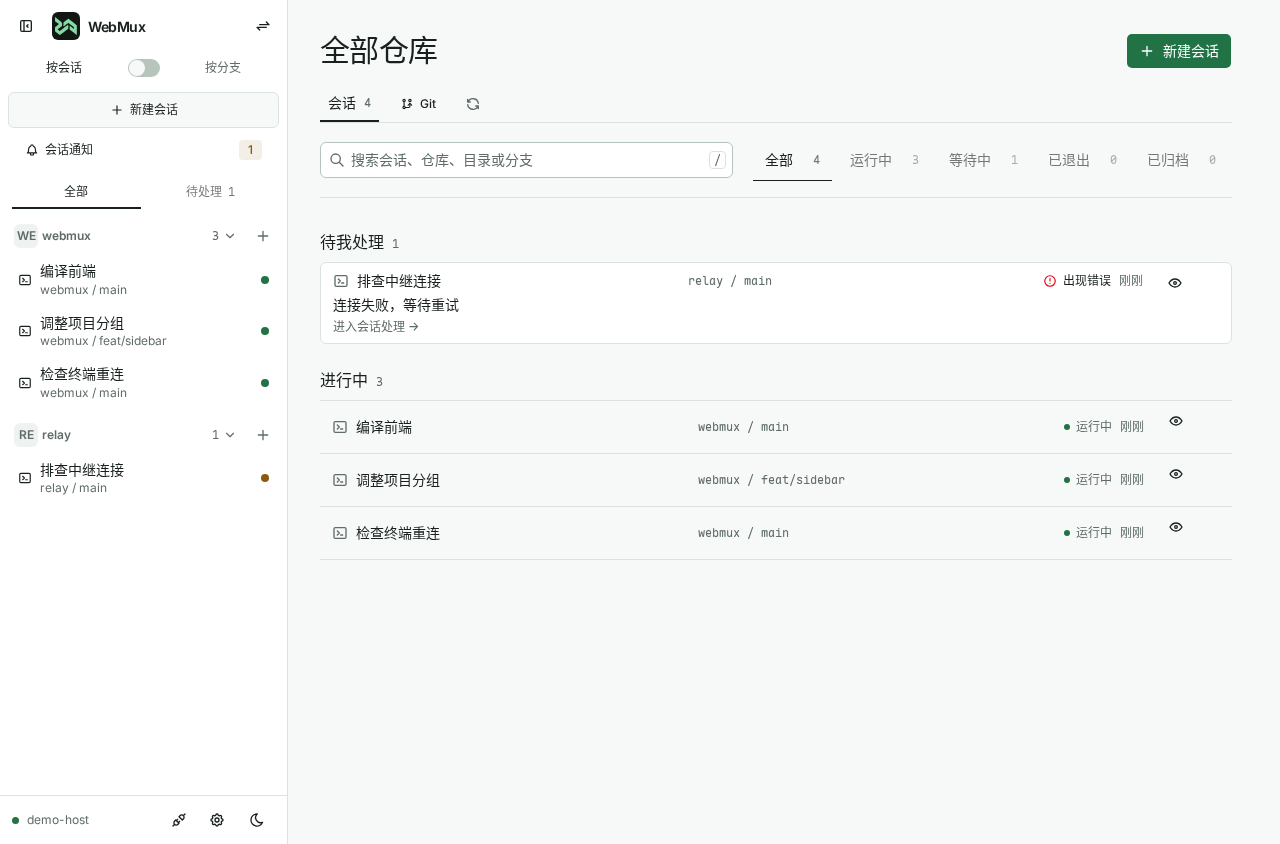 WebMux
按会话 按分支
+ 新建会话
会话通知 1
全部 待处理 1
WE webmux 3
编译前端
webmux / main
调整项目分组
webmux / feat/sidebar
检查终端重连
webmux / main
RE relay 1
排查中继连接
relay / main
demo-host
全部仓库
+ 新建会话
会话 4 Git
搜索会话、仓库、目录或分支 /
全部 4 运行中 3 等待中 1 已退出 0 已归档 0
待我处理 1
排查中继连接 relay / main 出现错误 刚刚
连接失败，等待重试
进入会话处理 →
进行中 3
编译前端 webmux / main 运行中 刚刚
调整项目分组 webmux / feat/sidebar 运行中 刚刚
检查终端重连 webmux / main 运行中 刚刚